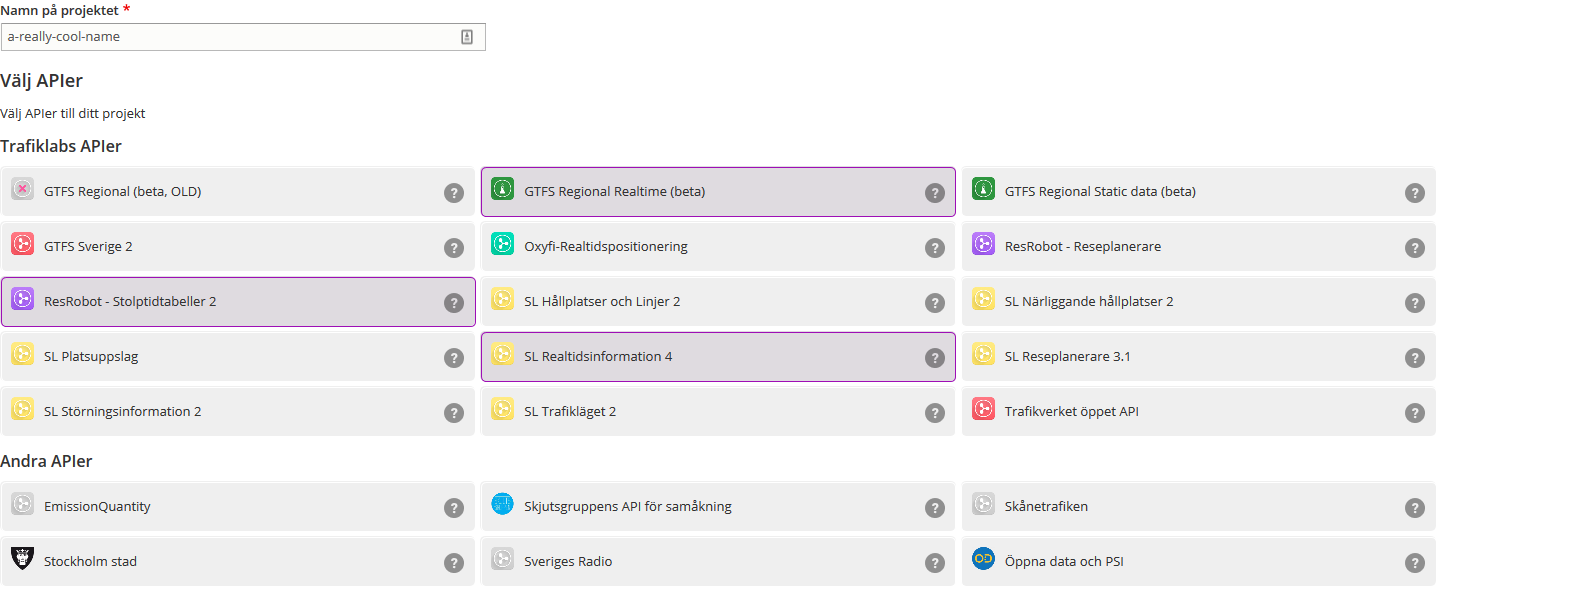 Namn på projektet *
a-really-cool-name
Välj APIer
Välj APIer till ditt projekt
Trafiklabs APIer
GTFS Regional (beta, OLD) ?
GTFS Regional Realtime (beta) ?
GTFS Regional Static data (beta) ?
GTFS Sverige 2 ?
Oxyfi-Realtidspositionering ?
ResRobot - Reseplanerare ?
ResRobot - Stolptidtabeller 2 ?
SL Hållplatser och Linjer 2 ?
SL Närliggande hållplatser 2 ?
SL Platsuppslag ?
SL Realtidsinformation 4 ?
SL Reseplanerare 3.1 ?
SL Störningsinformation 2 ?
SL Trafikläget 2 ?
Trafikverket öppet API ?
Andra APIer
EmissionQuantity ?
Skjutsgruppens API för samåkning ?
Skånetrafiken ?
Stockholm stad ?
Sveriges Radio ?
OD Öppna data och PSI ?